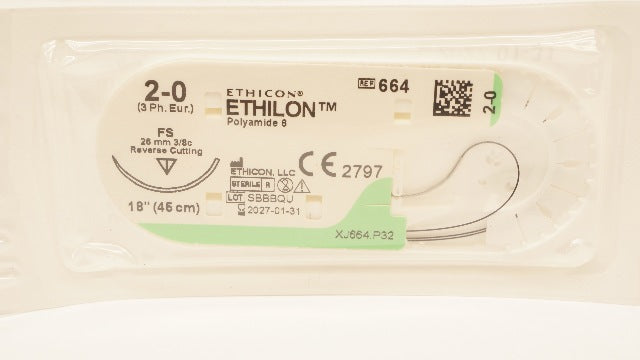 2-0
(3 Ph. Eur.)
FS
26 mm 3/8c
Reverse Cutting
18" (45 cm)
ETHICON®
ETHILON™
Polyamide 6
REF 664
2-0
ETHICON, LLC
CE 2797
STERILE R
LOT SBBBQU
2027-01-31
XJ664.P32